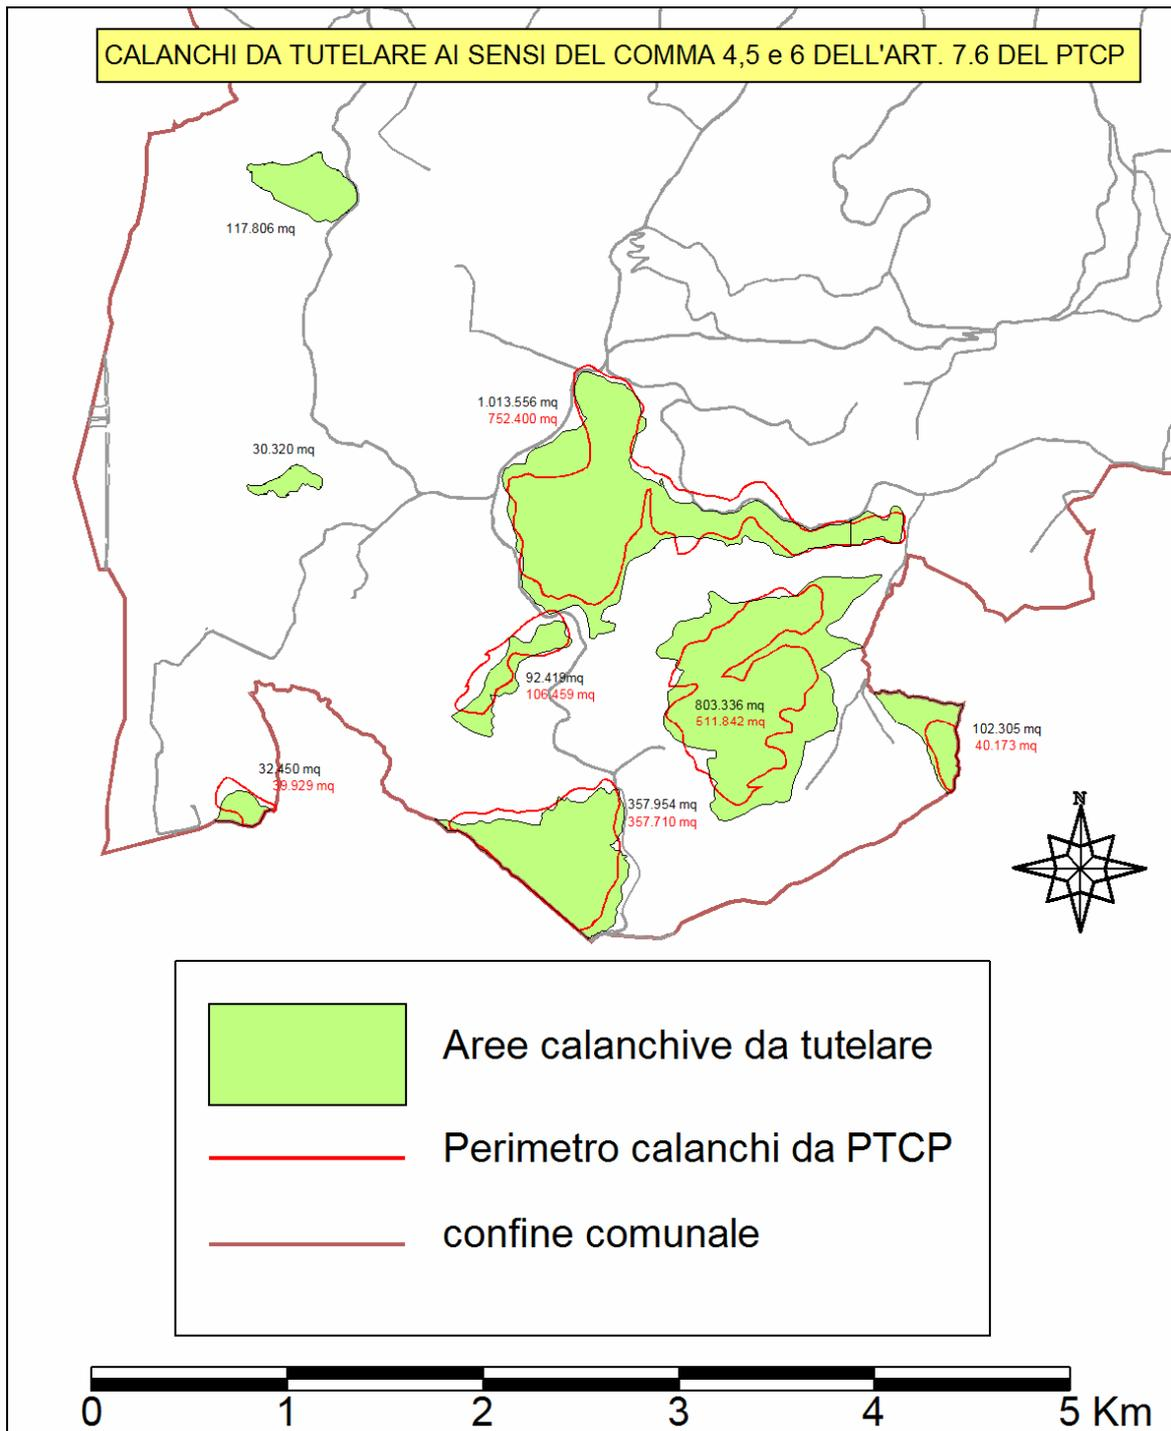 CALANCHI DA TUTELARE AI SENSI DEL COMMA 4,5 e 6 DELL'ART. 7.6 DEL PTCP
117.806 mq
1.013.556 mq
752.400 mq
30.320 mq
92.419mq
106.459 mq
803.336 mq
511.842 mq
102.305 mq
40.173 mq
32.450 mq
39.929 mq
357.954 mq
357.710 mq
N
Aree calanchive da tutelare
Perimetro calanchi da PTCP
confine comunale
0 1 2 3 4 5 Km